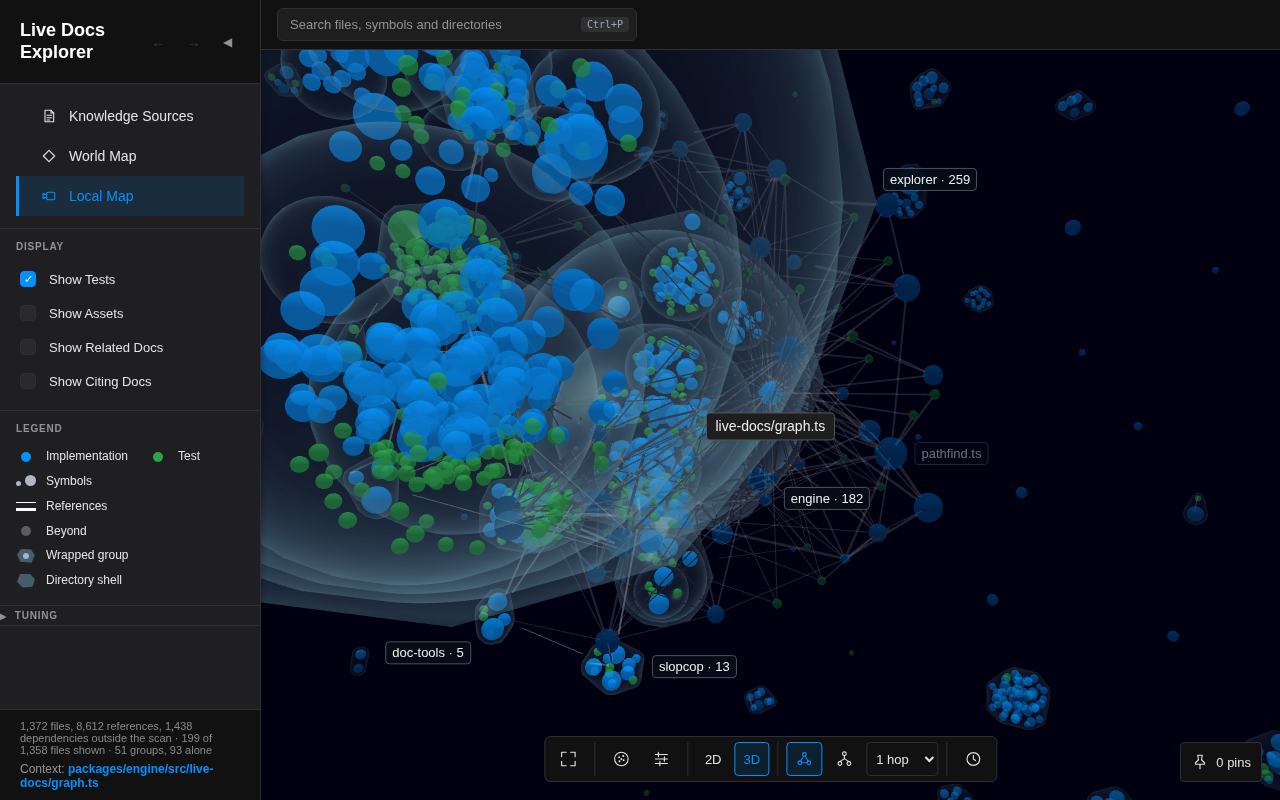 Live Docs
Explorer
Search files, symbols and directories
Ctrl+P
Knowledge Sources
World Map
Local Map
DISPLAY
Show Tests
Show Assets
Show Related Docs
Show Citing Docs
LEGEND
Implementation
Test
Symbols
References
Beyond
Wrapped group
Directory shell
TUNING
1,372 files, 8,612 references, 1,438
dependencies outside the scan · 199 of
1,358 files shown · 51 groups, 93 alone
Context: packages/engine/src/live-
docs/graph.ts
explorer · 259
live-docs/graph.ts
pathfind.ts
engine · 182
doc-tools · 5
slopcop · 13
2D
3D
1 hop
0 pins